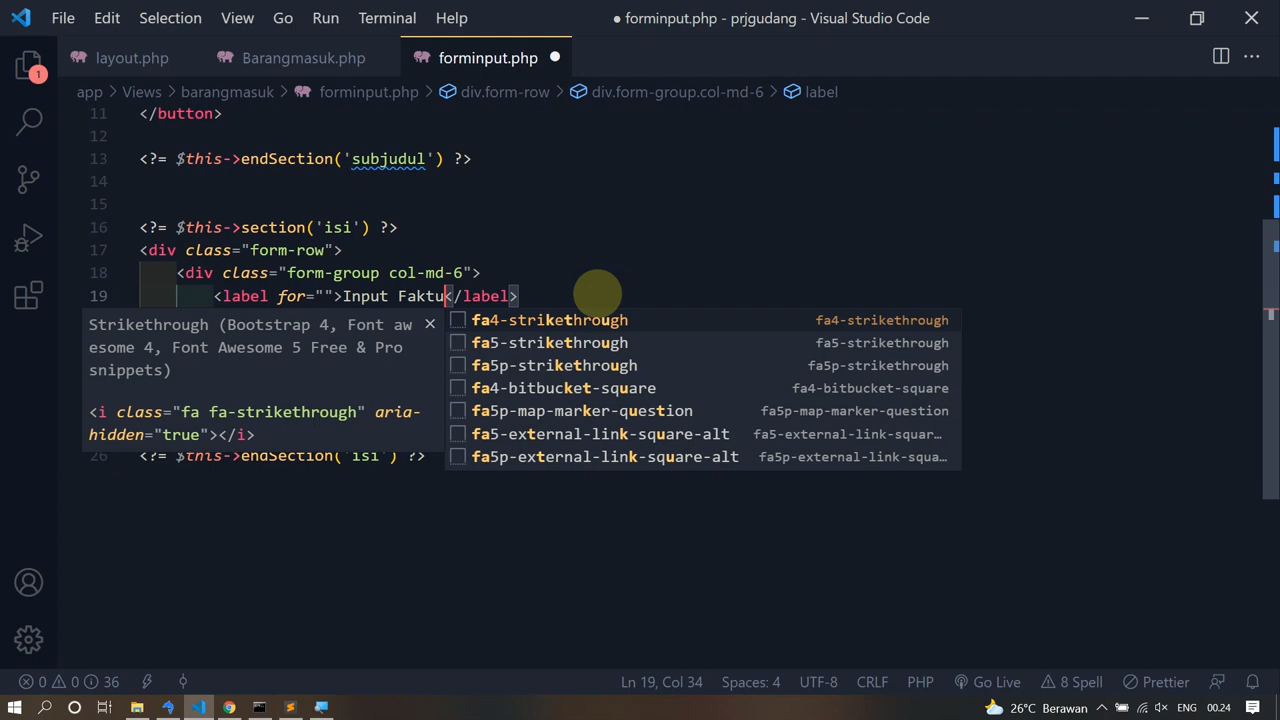 File Edit Selection View Go Run Terminal Help ● forminput.php - prjgudang - Visual Studio Code
1
layout.php Barangmasuk.php forminput.php
app > Views > barangmasuk > forminput.php > div.form-row > div.form-group.col-md-6 > label
11 </button>
12
13 <?= $this->endSection('subjudul') ?>
14
15
16 <?= $this->section('isi') ?>
17 <div class="form-row">
18 <div class="form-group col-md-6">
19 <label for="">Input Faktu</label>
Strikethrough (Bootstrap 4, Font aw
esome 4, Font Awesome 5 Free & Pro
snippets)
<i class="fa fa-strikethrough" aria-
hidden="true"></i>
fa4-strikethrough fa4-strikethrough
fa5-strikethrough fa5-strikethrough
fa5p-strikethrough fa5p-strikethrough
fa4-bitbucket-square fa4-bitbucket-square
fa5p-map-marker-question fa5p-map-marker-question
fa5-external-link-square-alt fa5-external-link-squar…
fa5p-external-link-square-alt fa5p-external-link-squa…
26 <?= $this->endSection('isi') ?>
0 0 36 Ln 19, Col 34 Spaces: 4 UTF-8 CRLF PHP Go Live 8 Spell Prettier
26°C Berawan ENG 00.24